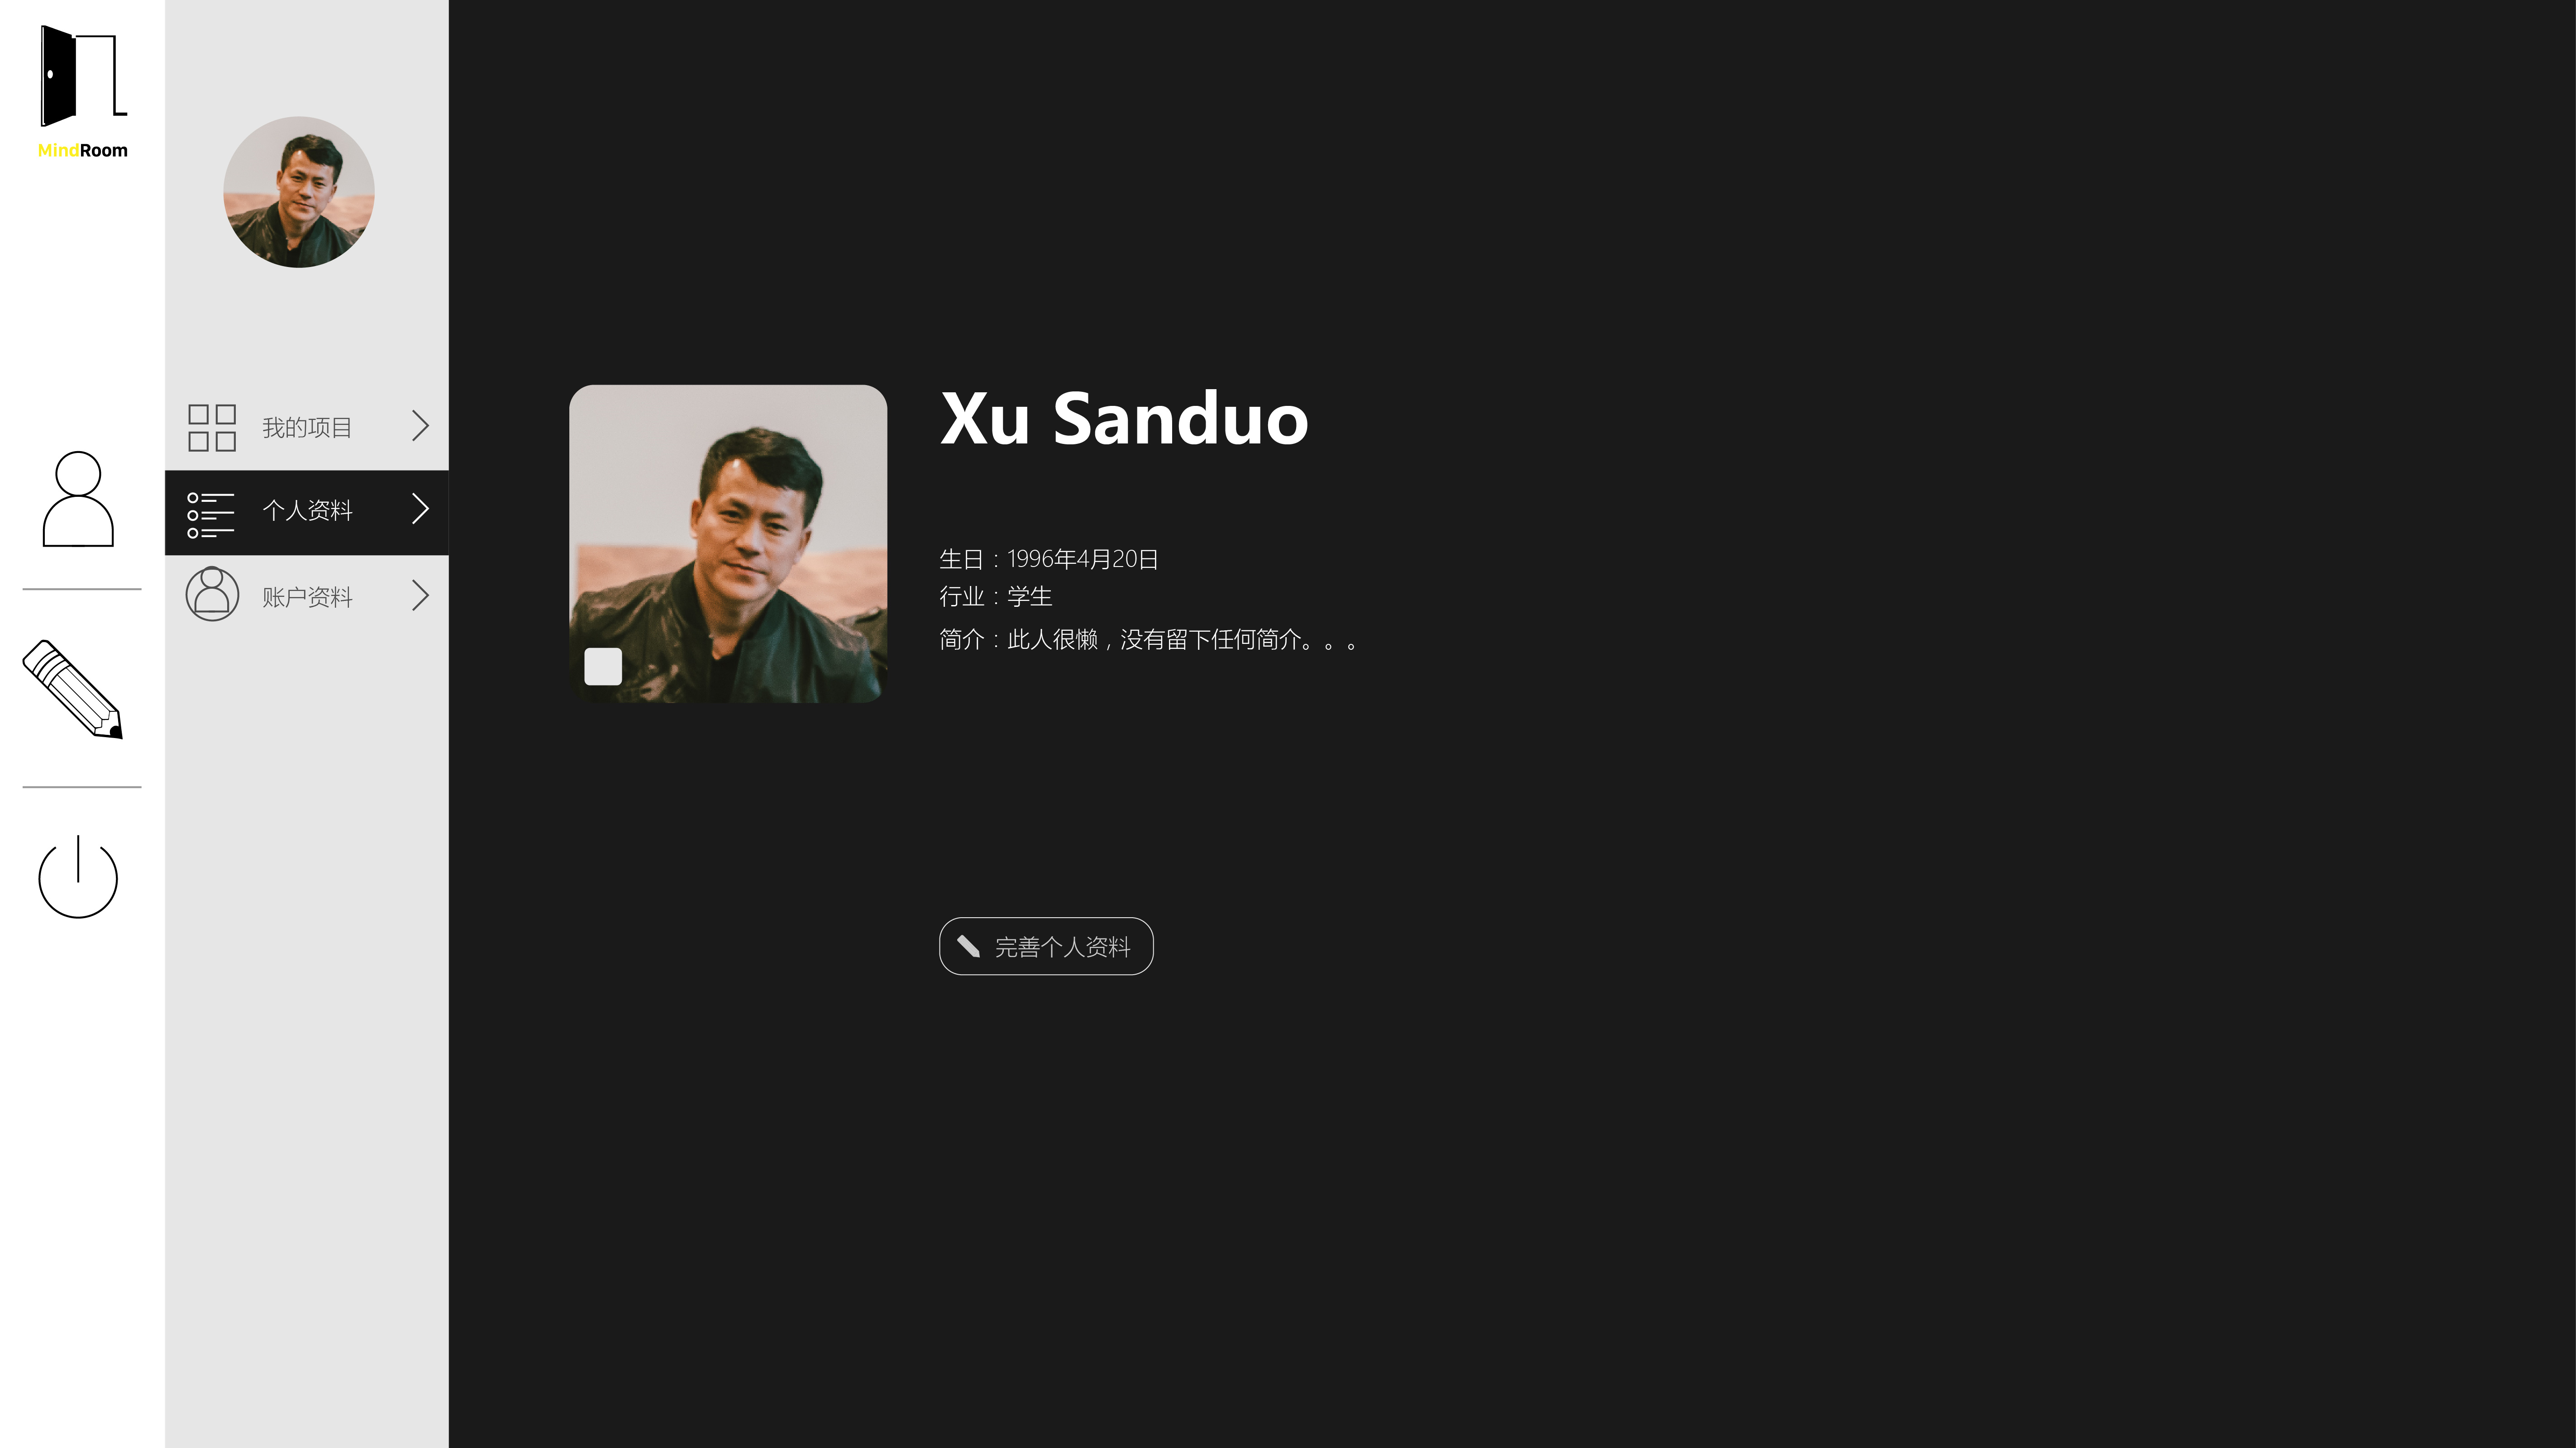 MindRoom
我的项目
个人资料
账户资料
Xu Sanduo
生日：1996年4月20日
行业：学生
简介：此人很懒，没有留下任何简介。。。
完善个人资料